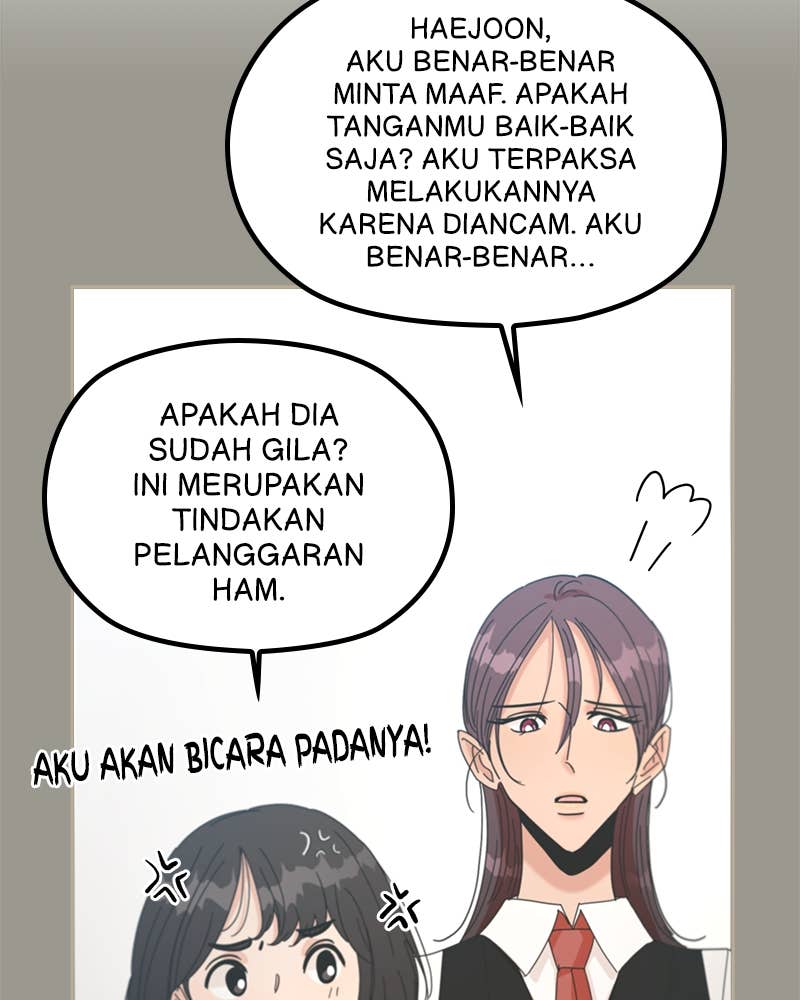 HAEJOON,
AKU BENAR-BENAR
MINTA MAAF. APAKAH
TANGANMU BAIK-BAIK
SAJA? AKU TERPAKSA
MELAKUKANNYA
KARENA DIANCAM. AKU
BENAR-BENAR...
APAKAH DIA
SUDAH GILA?
INI MERUPAKAN
TINDAKAN
PELANGGARAN
HAM.
AKU AKAN BICARA PADANYA!